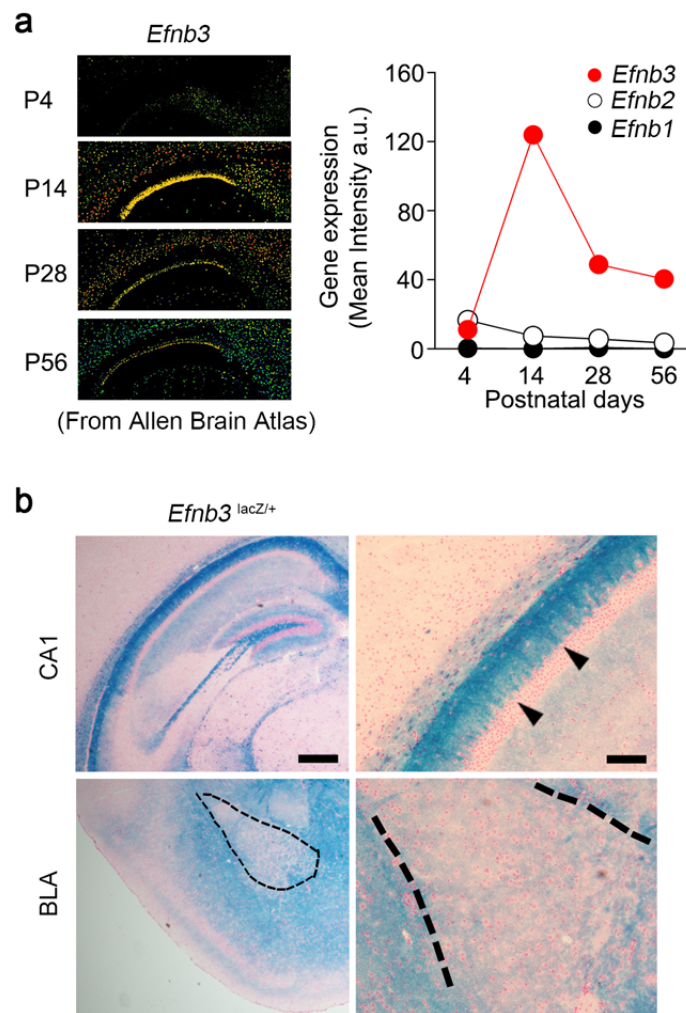 a
Efnb3
P4
P14
P28
P56
(From Allen Brain Atlas)
Gene expression
(Mean Intensity a.u.)
160
120
80
40
0
4 14 28 56
Postnatal days
Efnb3
Efnb2
Efnb1
b
Efnb3 lacZ/+
CA1
BLA